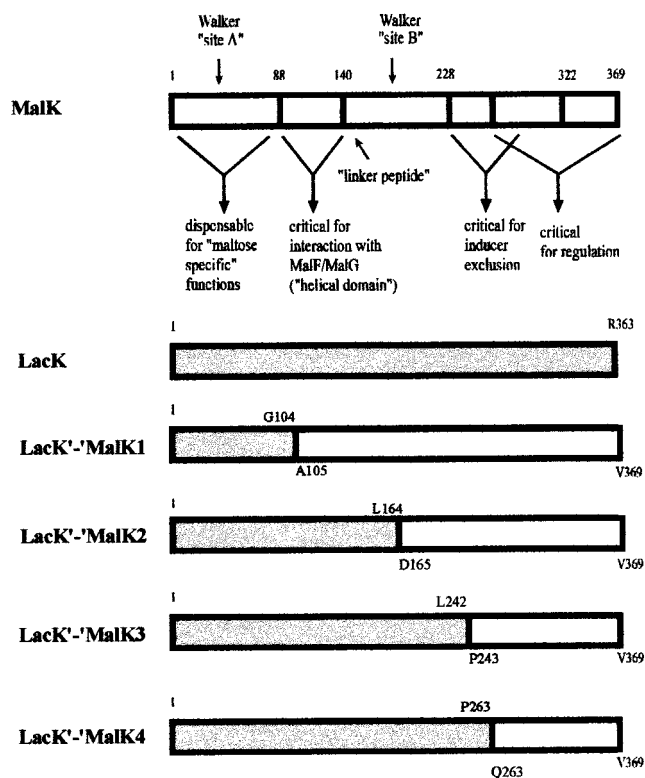 Walker
"site A"
Walker
"site B"
1
88
140
228
322
369
MalK
"linker peptide"
dispensable
for "maltose
specific"
functions
critical for
interaction with
MalF/MalG
("helical domain")
critical for
inducer
exclusion
critical
for regulation
1
R363
LacK
1
G104
LacK'-'MalK1
A105
V369
1
L164
LacK'-'MalK2
D165
V369
1
L242
LacK'-'MalK3
P243
V369
1
P263
LacK'-'MalK4
Q263
V369